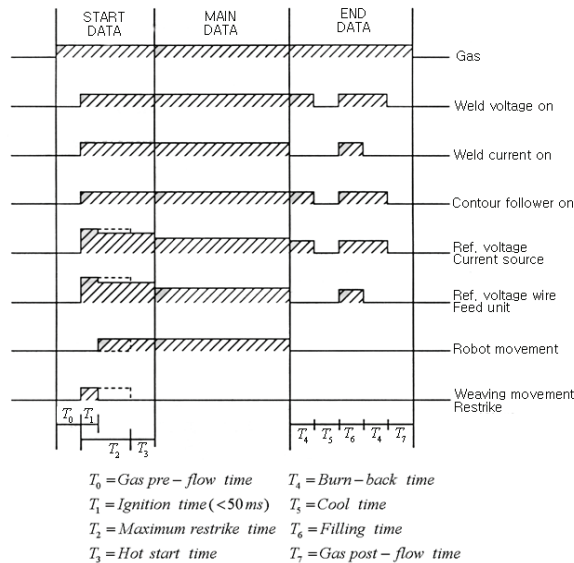 START
DATA
MAIN
DATA
END
DATA
Gas
Weld voltage on
Weld current on
Contour follower on
Ref. voltage
Current source
Ref. voltage wire
Feed unit
Robot movement
Weaving movement
Restrike
T0 T1
T2 T3
T4 T5 T6 T4 T7
T0 = Gas pre – flow time
T1 = Ignition time (<50 ms)
T2 = Maximum restrike time
T3 = Hot start time
T4 = Burn – back time
T5 = Cool time
T6 = Filling time
T7 = Gas post – flow time